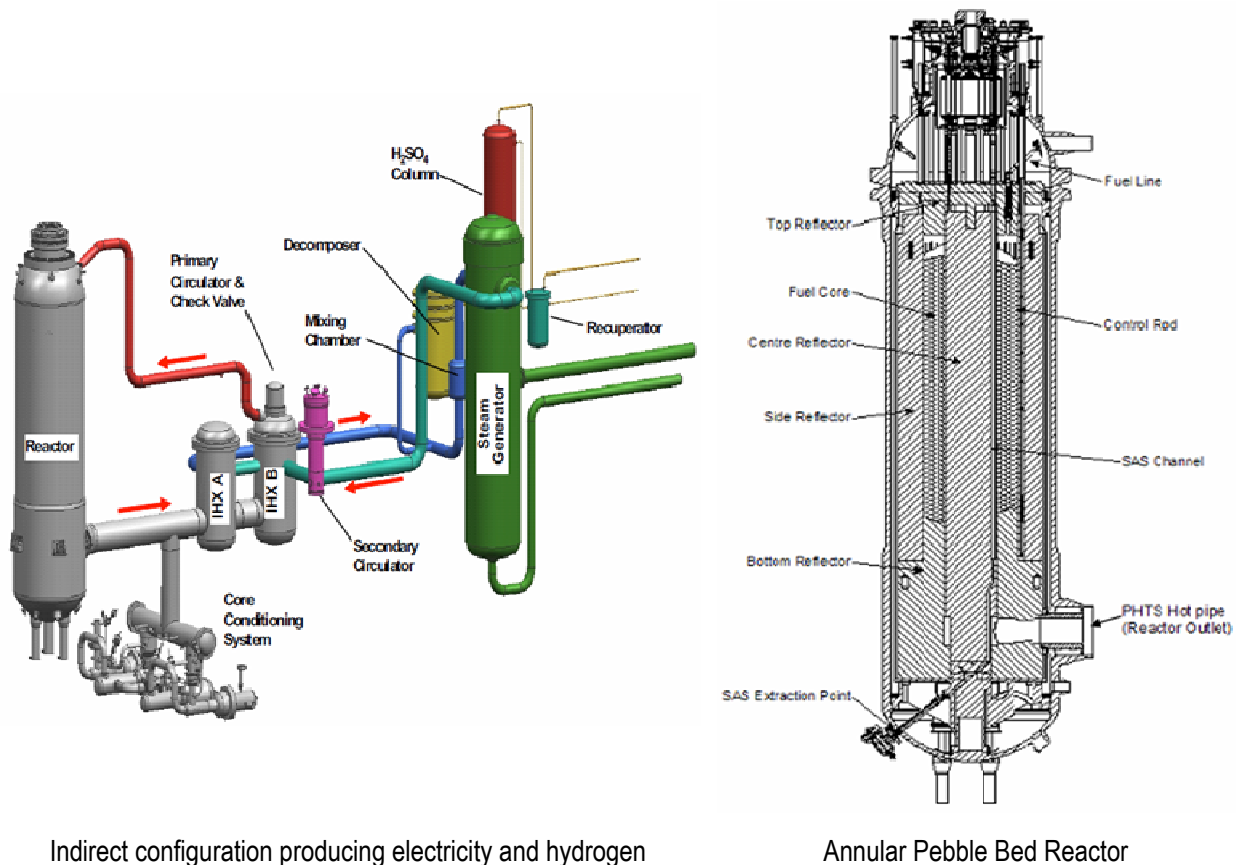 H2SO4
Column
Decomposer
Primary
Circulator &
Check Valve
Mixing
Chamber
Recuperator
Reactor
IHX A
IHX B
Steam
Generator
Secondary
Circulator
Core
Conditioning
System
Indirect configuration producing electricity and hydrogen
Fuel Line
Top Reflector
Fuel Core
Control Rod
Centre Reflector
Side Reflector
SAS Channel
Bottom Reflector
PHTS Hot pipe
(Reactor Outlet)
SAS Extraction Point
Annular Pebble Bed Reactor